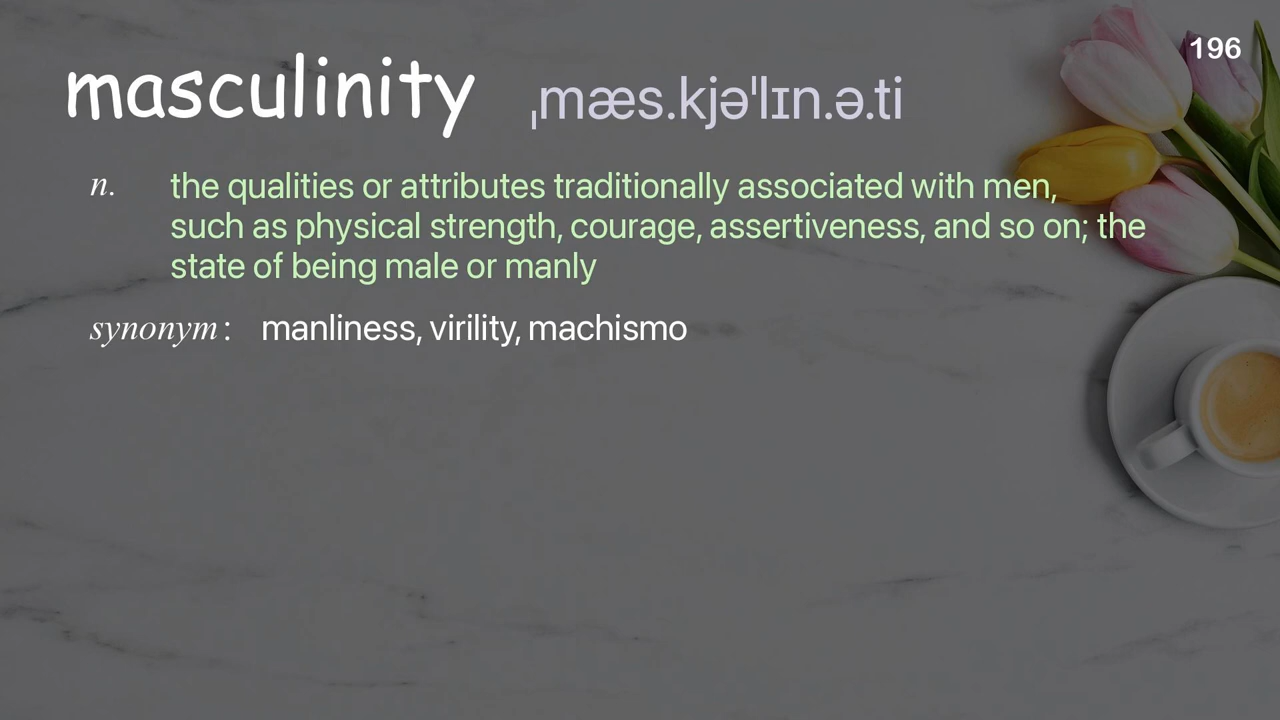 196
masculinity ˌmæs.kjəˈlɪn.ə.ti
n. the qualities or attributes traditionally associated with men,
such as physical strength, courage, assertiveness, and so on; the
state of being male or manly
synonym: manliness, virility, machismo